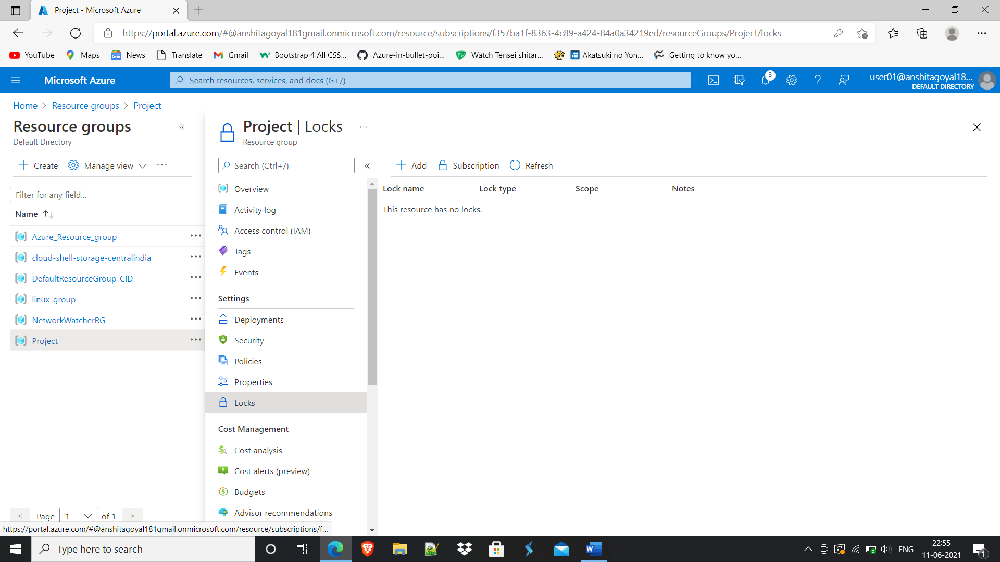 Project - Microsoft Azure
https://portal.azure.com/#@anshitagoyal181gmail.onmicrosoft.com/resource/subscriptions/f357ba1f-8363-4c89-a424-84a0a34219ed/resourceGroups/Project/locks
YouTube Maps News Translate Gmail Bootstrap 4 All CSS... Azure-in-bullet-poi... Watch Tensei shitar... Akatsuki no Yon... Getting to know yo...
Microsoft Azure
Search resources, services, and docs (G+/)
3
user01@anshitagoyal18...
DEFAULT DIRECTORY
Home > Resource groups > Project
Resource groups
Default Directory
Create Manage view ...
Filter for any field...
Name
Azure_Resource_group
cloud-shell-storage-centralindia
DefaultResourceGroup-CID
linux_group
NetworkWatcherRG
Project
< Page 1 of 1 >
Project | Locks ...
Resource group
Search (Ctrl+/)
Overview
Activity log
Access control (IAM)
Tags
Events
Settings
Deployments
Security
Policies
Properties
Locks
Cost Management
Cost analysis
Cost alerts (preview)
Budgets
Advisor recommendations
Add Subscription Refresh
Lock name Lock type Scope Notes
This resource has no locks.
https://portal.azure.com/#@anshitagoyal181gmail.onmicrosoft.com/resource/subscriptions/f...
Type here to search
ENG
22:55
11-06-2021
1